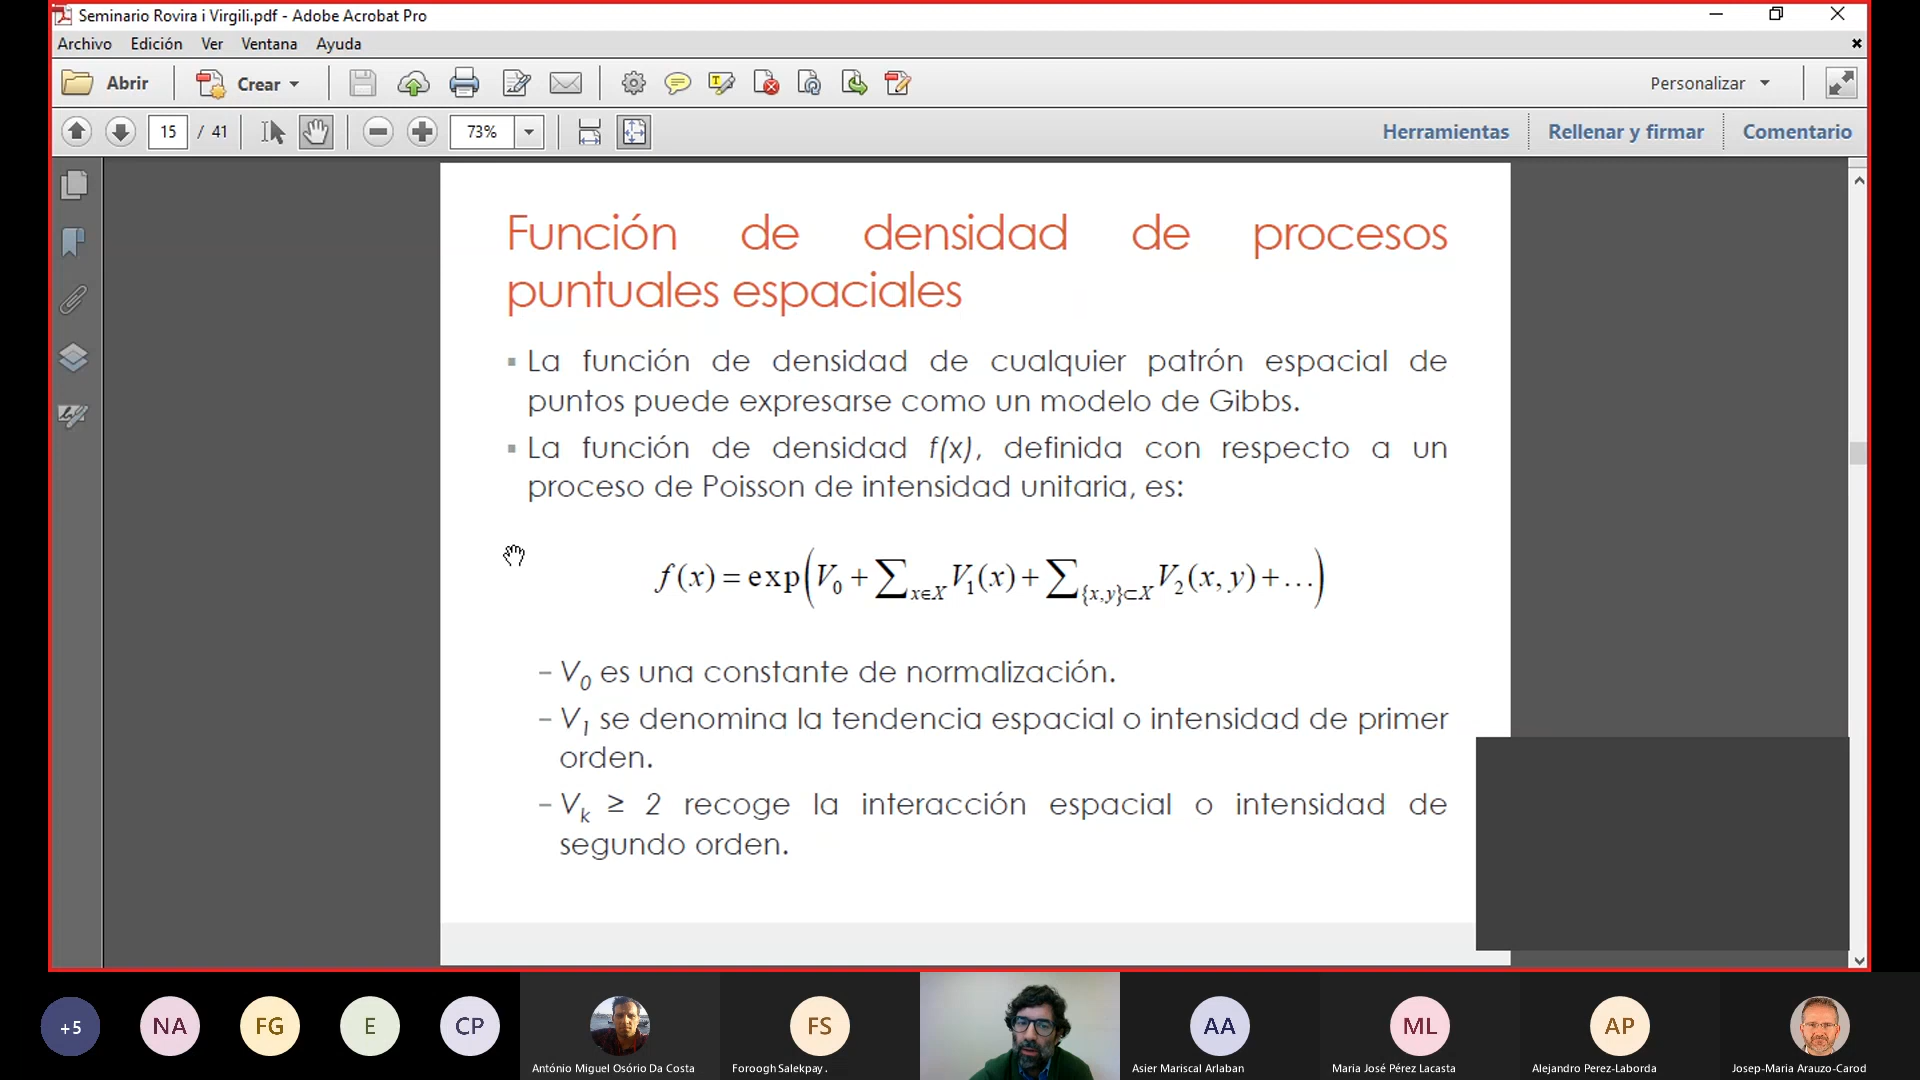 Seminario Rovira i Virgili.pdf - Adobe Acrobat Pro
Archivo Edición Ver Ventana Ayuda
Abrir Crear Personalizar
15 / 41 73% Herramientas Rellenar y firmar Comentario
Función de densidad de procesos
puntuales espaciales
▪ La función de densidad de cualquier patrón espacial de
puntos puede expresarse como un modelo de Gibbs.
▪ La función de densidad f(x), definida con respecto a un
proceso de Poisson de intensidad unitaria, es:
f(x) = exp(V₀ + ∑_{x∈X} V₁(x) + ∑_{{x,y}⊂X} V₂(x, y) + …)
– V₀ es una constante de normalización.
– V₁ se denomina la tendencia espacial o intensidad de primer
orden.
– Vₖ ≥ 2 recoge la interacción espacial o intensidad de
segundo orden.
+5 NA FG E CP FS AA ML AP
António Miguel Osório Da Costa Foroogh Salekpay . Asier Mariscal Arlaban Maria José Pérez Lacasta Alejandro Perez-Laborda Josep-Maria Arauzo-Carod